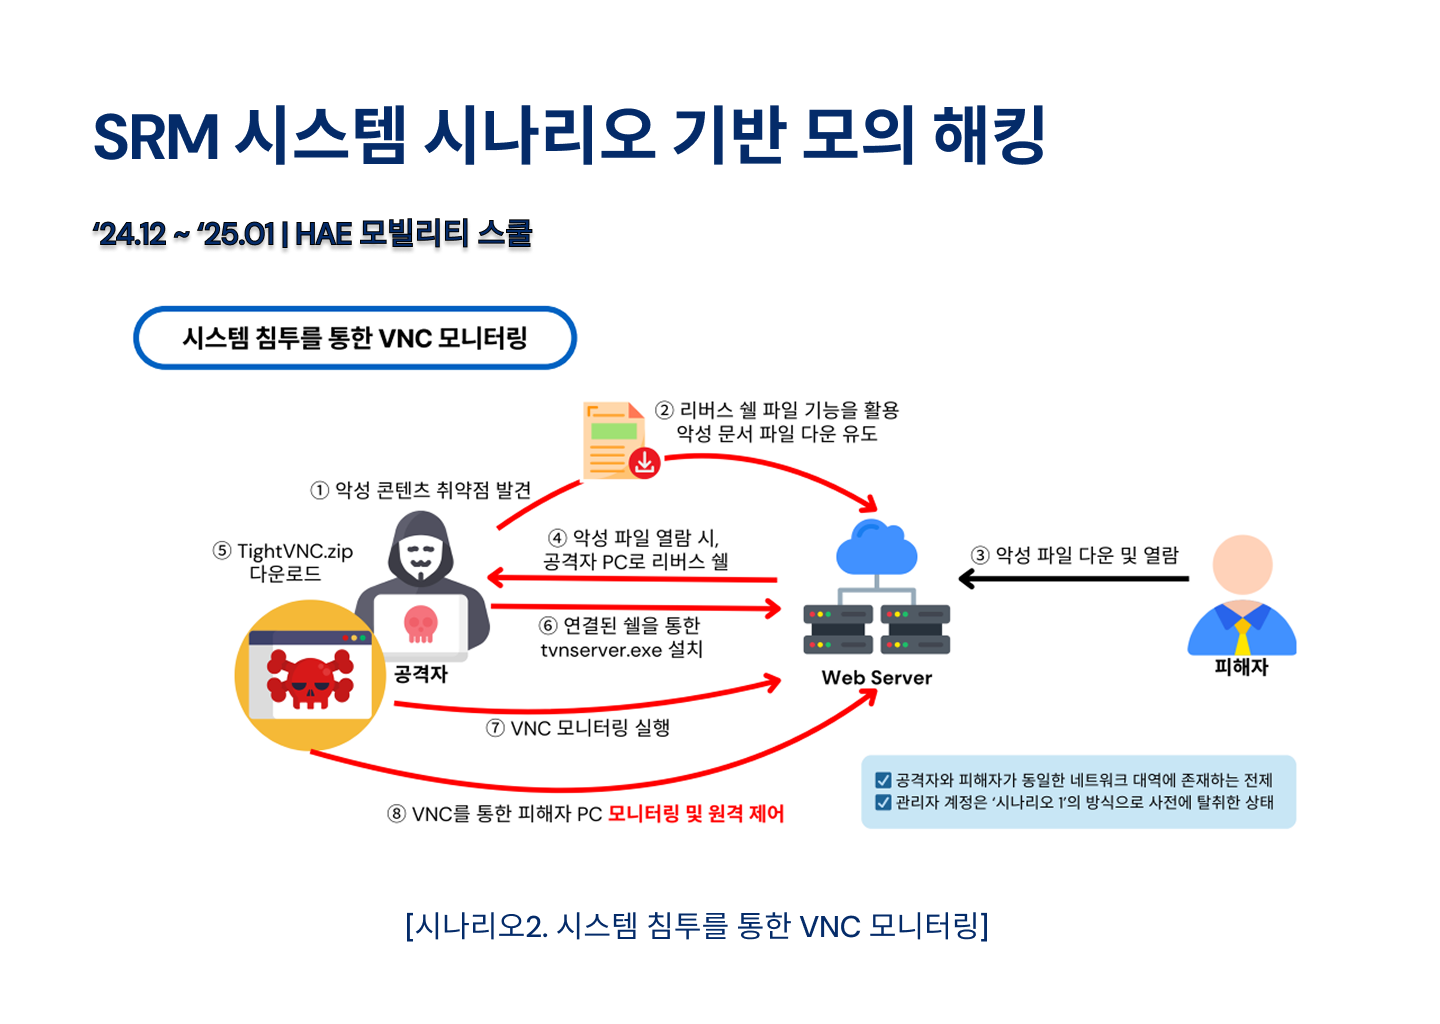 SRM 시스템 시나리오 기반 모의 해킹
‘24.12 ~ ‘25.01 | HAE 모빌리티 스쿨
시스템 침투를 통한 VNC 모니터링
② 리버스 쉘 파일 기능을 활용
악성 문서 파일 다운 유도
① 악성 콘텐츠 취약점 발견
⑤ TightVNC.zip
다운로드
④ 악성 파일 열람 시,
공격자 PC로 리버스 쉘
③ 악성 파일 다운 및 열람
⑥ 연결된 쉘을 통한
tvnserver.exe 설치
공격자
Web Server
피해자
⑦ VNC 모니터링 실행
⑧ VNC를 통한 피해자 PC 모니터링 및 원격 제어
☑ 공격자와 피해자가 동일한 네트워크 대역에 존재하는 전제
☑ 관리자 계정은 ‘시나리오 1’의 방식으로 사전에 탈취한 상태
[시나리오2. 시스템 침투를 통한 VNC 모니터링]